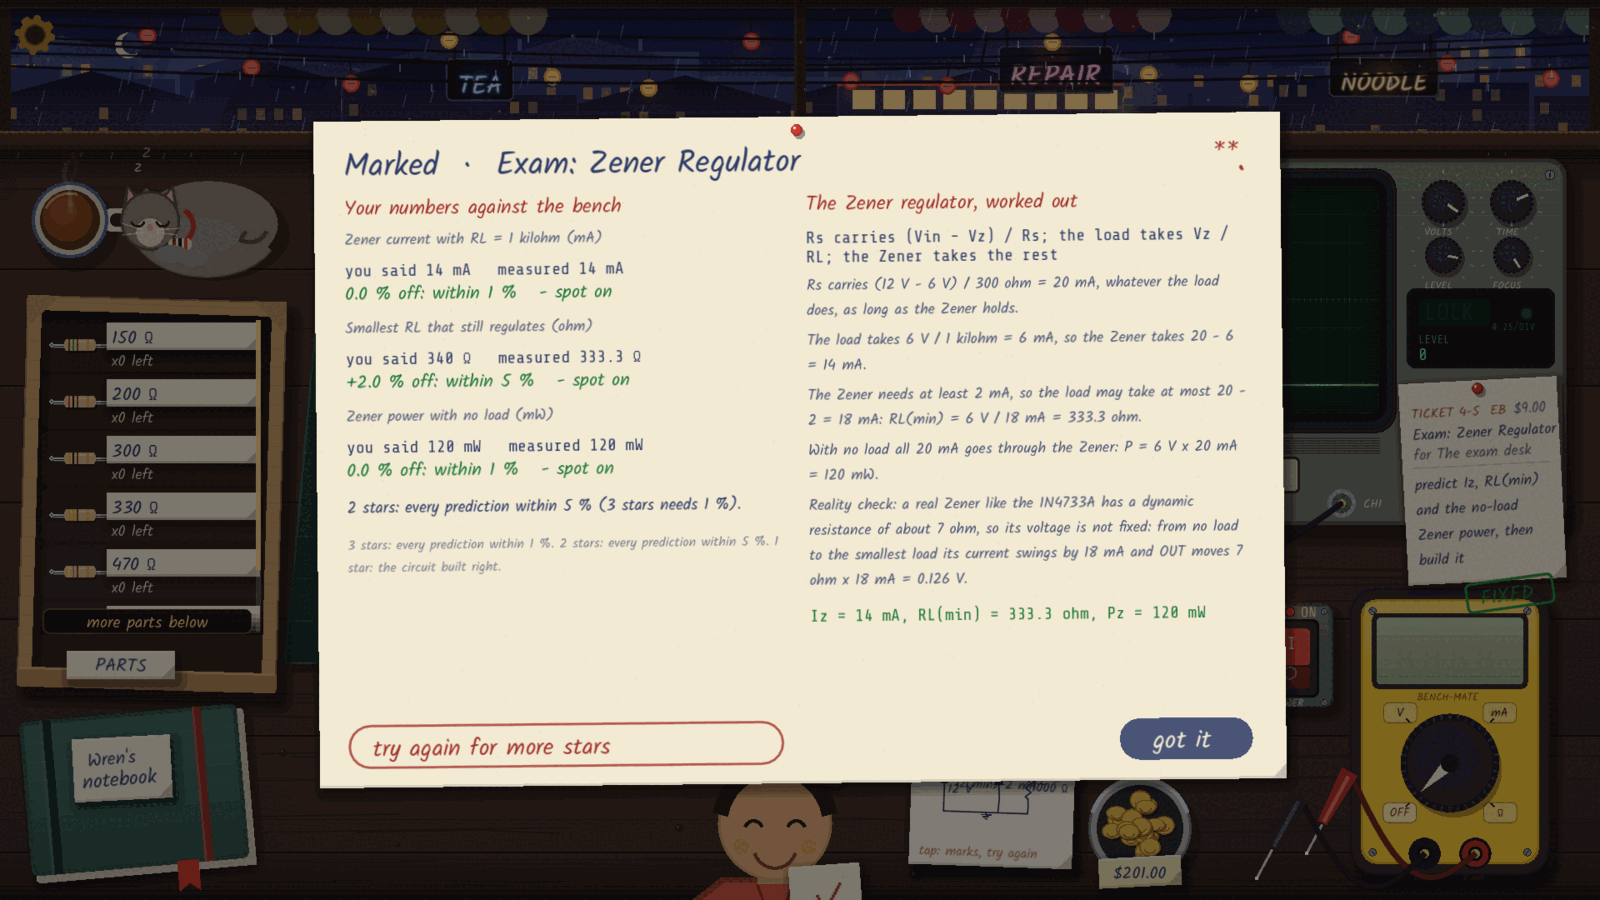 TEA
REPAIR
NOODLE
z
z
Marked · Exam: Zener Regulator
**.
Your numbers against the bench
Zener current with RL = 1 kilohm (mA)
you said 14 mA measured 14 mA
0.0 % off: within 1 % - spot on
Smallest RL that still regulates (ohm)
you said 340 Ω measured 333.3 Ω
+2.0 % off: within 5 % - spot on
Zener power with no load (mW)
you said 120 mW measured 120 mW
0.0 % off: within 1 % - spot on
2 stars: every prediction within 5 % (3 stars needs 1 %).
3 stars: every prediction within 1 %. 2 stars: every prediction within 5 %. 1
star: the circuit built right.
The Zener regulator, worked out
Rs carries (Vin - Vz) / Rs; the load takes Vz /
RL; the Zener takes the rest
Rs carries (12 V - 6 V) / 300 ohm = 20 mA, whatever the load
does, as long as the Zener holds.
The load takes 6 V / 1 kilohm = 6 mA, so the Zener takes 20 - 6
= 14 mA.
The Zener needs at least 2 mA, so the load may take at most 20 -
2 = 18 mA: RL(min) = 6 V / 18 mA = 333.3 ohm.
With no load all 20 mA goes through the Zener: P = 6 V x 20 mA
= 120 mW.
Reality check: a real Zener like the 1N4733A has a dynamic
resistance of about 7 ohm, so its voltage is not fixed: from no load
to the smallest load its current swings by 18 mA and OUT moves 7
ohm x 18 mA = 0.126 V.
Iz = 14 mA, RL(min) = 333.3 ohm, Pz = 120 mW
try again for more stars
got it
150 Ω
x0 left
200 Ω
x0 left
300 Ω
x0 left
330 Ω
x0 left
470 Ω
x0 left
more parts below
PARTS
Wren's
notebook
VOLTS
TIME
LEVEL
FOCUS
LOCK
0.25/DIV
LEVEL
0
CH1
TICKET 4-5 EB $9.00
Exam: Zener Regulator
for The exam desk
predict Iz, RL(min)
and the no-load
Zener power, then
build it
FIXED
ON
I
BENCH-MATE
V
mA
OFF
Ω
tap: marks, try again
$201.00